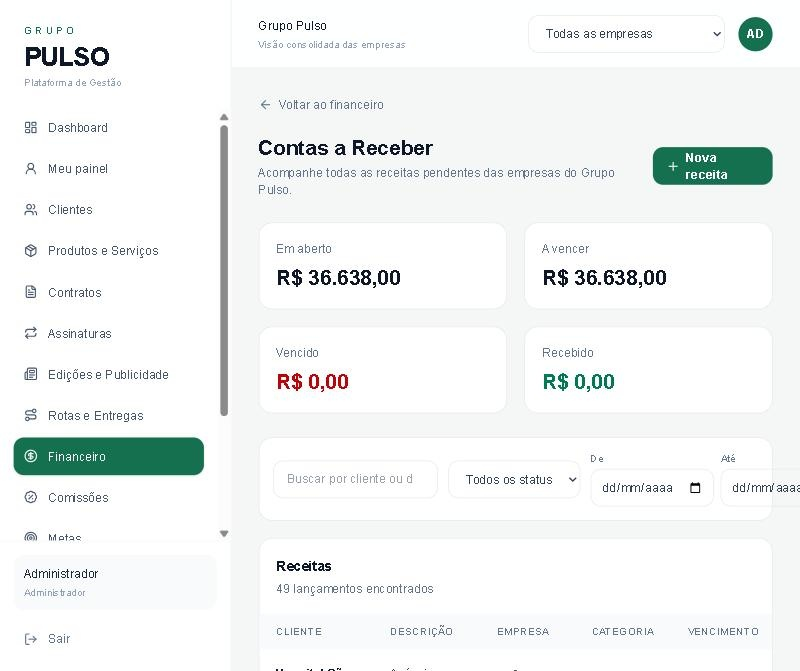 GRUPO
PULSO
Plataforma de Gestão
Dashboard
Meu painel
Clientes
Produtos e Serviços
Contratos
Assinaturas
Edições e Publicidade
Rotas e Entregas
Financeiro
Comissões
Metas
Administrador
Administrador
Sair
Grupo Pulso
Visão consolidada das empresas
Todas as empresas
AD
Voltar ao financeiro
Contas a Receber
Acompanhe todas as receitas pendentes das empresas do Grupo
Pulso.
Nova
receita
Em aberto
R$ 36.638,00
A vencer
R$ 36.638,00
Vencido
R$ 0,00
Recebido
R$ 0,00
Buscar por cliente ou d
Todos os status
De
dd/mm/aaaa
Até
dd/mm/aaaa
Receitas
49 lançamentos encontrados
CLIENTE DESCRIÇÃO EMPRESA CATEGORIA VENCIMENTO